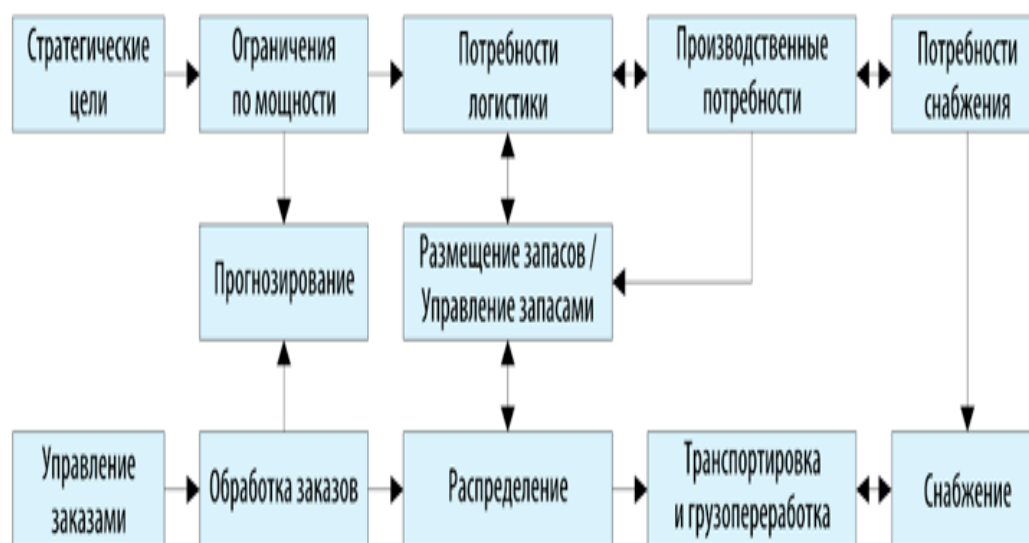 Стратегические
цели
Ограничения
по мощности
Потребности
логистики
Производственные
потребности
Потребности
снабжения
Прогнозирование
Размещение запасов /
Управление запасами
Управление
заказами
Обработка заказов
Распределение
Транспортировка
и грузопереработка
Снабжение